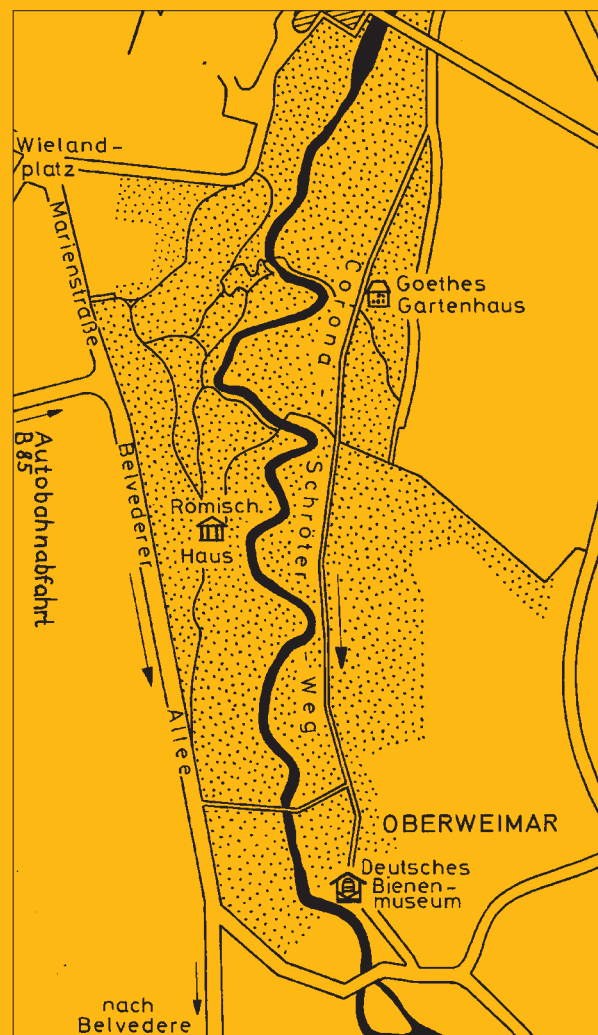 Wieland-
platz
Marienstraße
Corona-
Goethes
Gartenhaus
Autobahnabfahrt
B 85
Belvederer
Römisch.
Haus
Schröter
-Weg
Allee
OBERWEIMAR
Deutsches
Bienen-
museum
nach
Belvedere